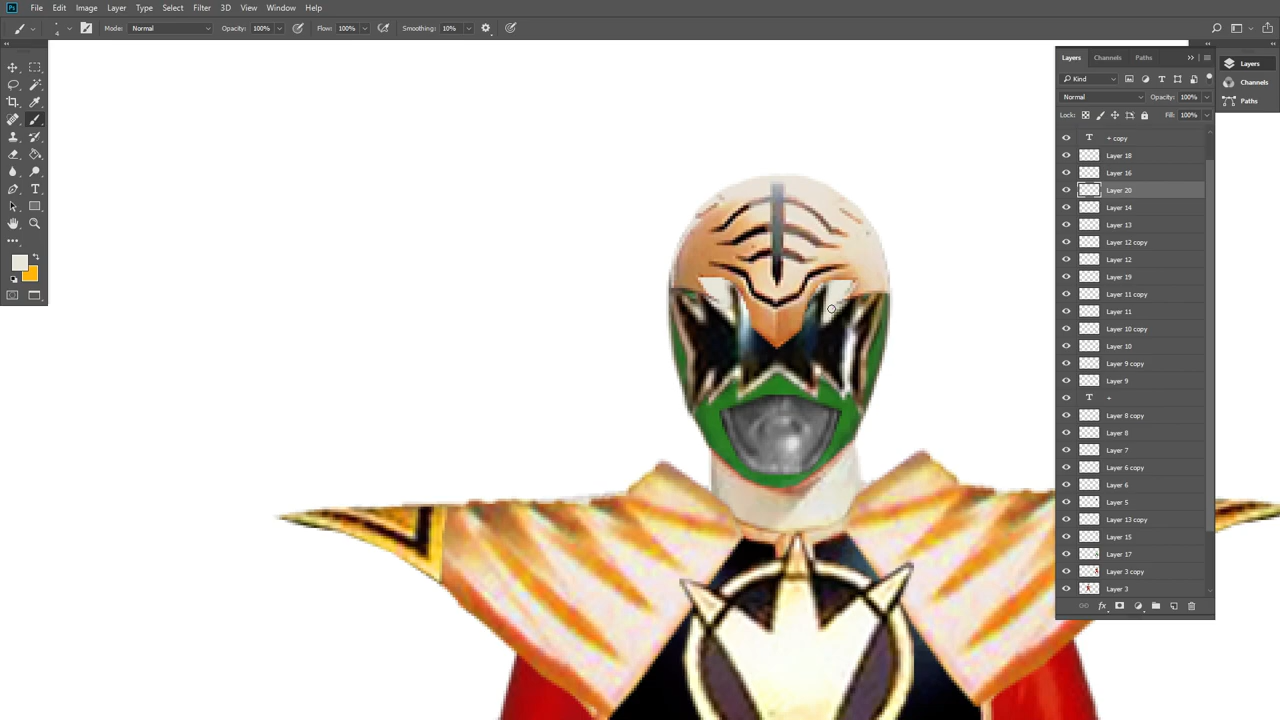 File Edit Image Layer Type Select Filter 3D View Window Help
4 Mode: Normal Opacity: 100% Flow: 100% Smoothing: 10%
Layers Channels Paths
Kind
Normal Opacity: 100%
Lock: Fill: 100%
T + copy
Layer 18
Layer 16
Layer 20
Layer 14
Layer 13
Layer 12 copy
Layer 12
Layer 19
Layer 11 copy
Layer 11
Layer 10 copy
Layer 10
Layer 9 copy
Layer 9
T +
Layer 8 copy
Layer 8
Layer 7
Layer 6 copy
Layer 6
Layer 5
Layer 13 copy
Layer 15
Layer 17
Layer 3 copy
Layer 3
fx
Layers
Channels
Paths